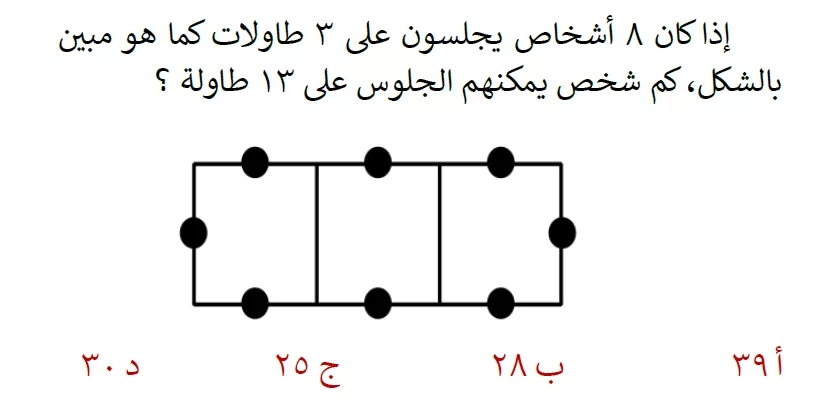 إذا كان ٨ أشخاص يجلسون على ٣ طاولات كما هو مبين
بالشكل، كم شخص يمكنهم الجلوس على ١٣ طاولة ؟
أ ٣٩ ب ٢٨ ج ٢٥ د ٣٠